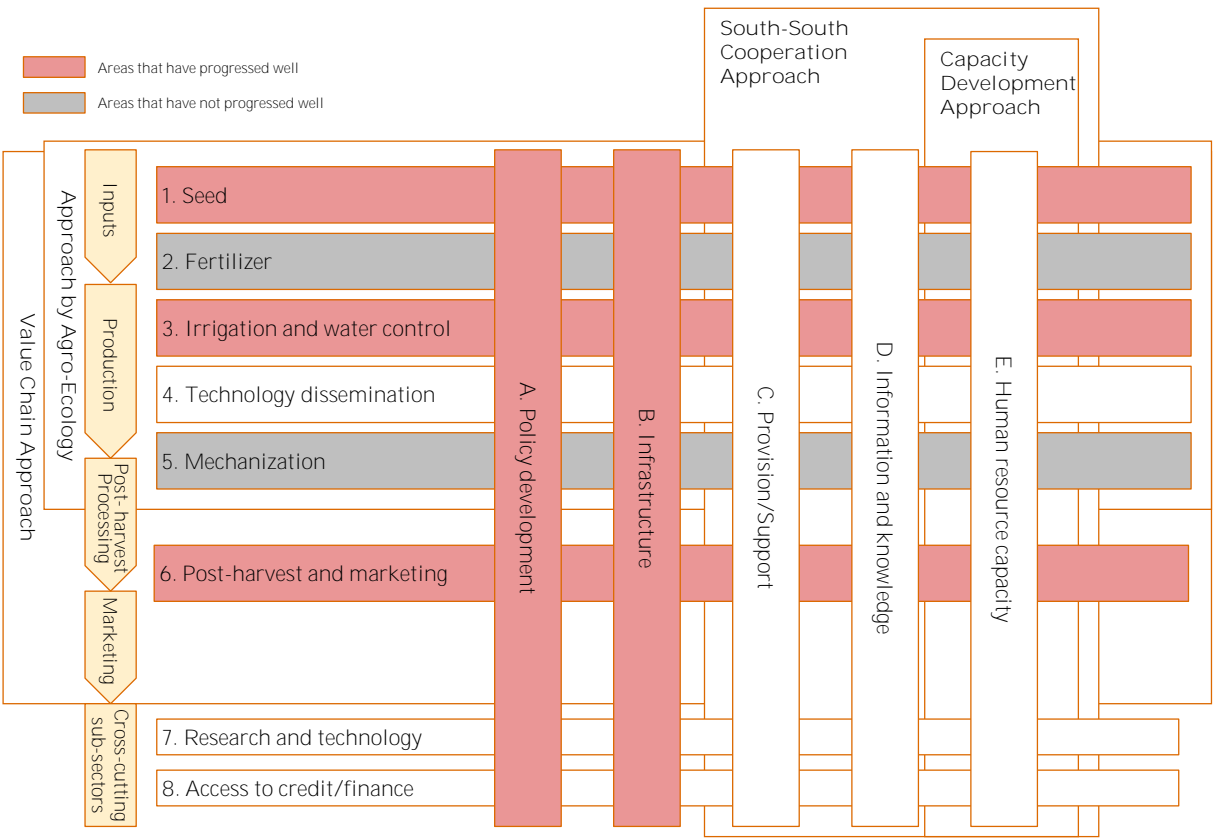 South-South
Cooperation
Approach
Capacity
Development
Approach
Areas that have progressed well
Areas that have not progressed well
Value Chain Approach
Approach by Agro-Ecology
Inputs
Production
Post- harvest
Processing
Marketing
Cross-cutting
sub-sectors
1. Seed
2. Fertilizer
3. Irrigation and water control
4. Technology dissemination
5. Mechanization
6. Post-harvest and marketing
7. Research and technology
8. Access to credit/finance
A. Policy development
B. Infrastructure
C. Provision/Support
D. Information and knowledge
E. Human resource capacity